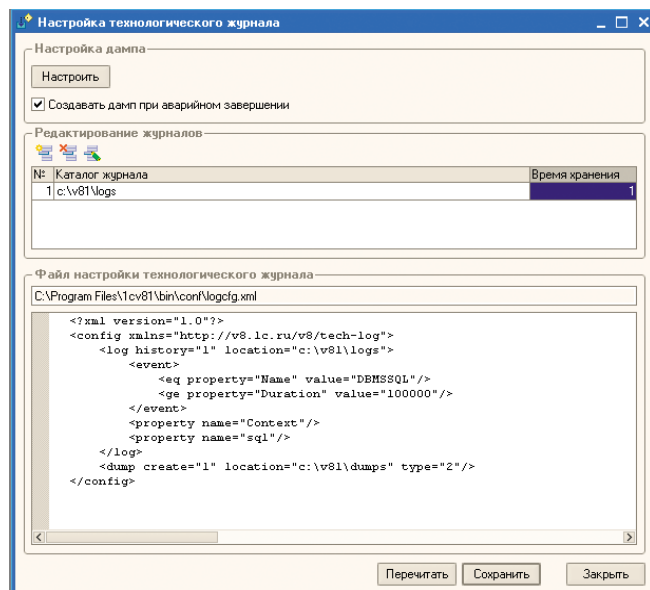 Настройка технологического журнала
Настройка дампа
Настроить
Создавать дамп при аварийном завершении
Редактирование журналов
№ Каталог журнала Время хранения
1 c:\v81\logs 1
Файл настройки технологического журнала
C:\Program Files\1cv81\bin\conf\logcfg.xml
<?xml version="1.0"?>
<config xmlns="http://v8.1c.ru/v8/tech-log">
<log history="1" location="c:\v81\logs">
<event>
<eq property="Name" value="DBMSSQL"/>
<ge property="Duration" value="100000"/>
</event>
<property name="Context"/>
<property name="sql"/>
</log>
<dump create="1" location="c:\v81\dumps" type="2"/>
</config>
Перечитать Сохранить Закрыть